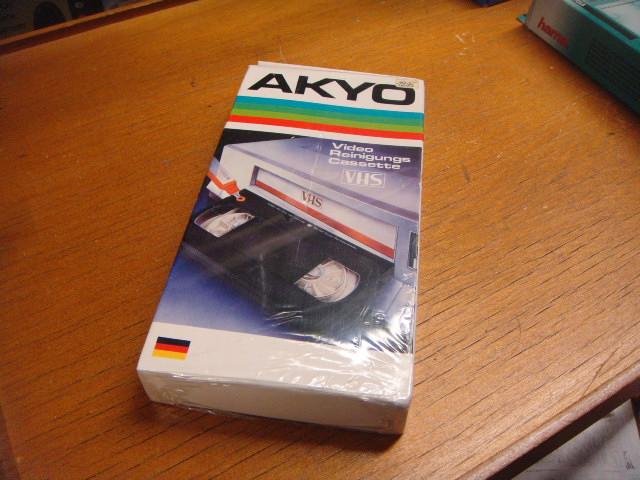 AKYO
Video
Reinigungs
Cassette
VHS
VHS
hama